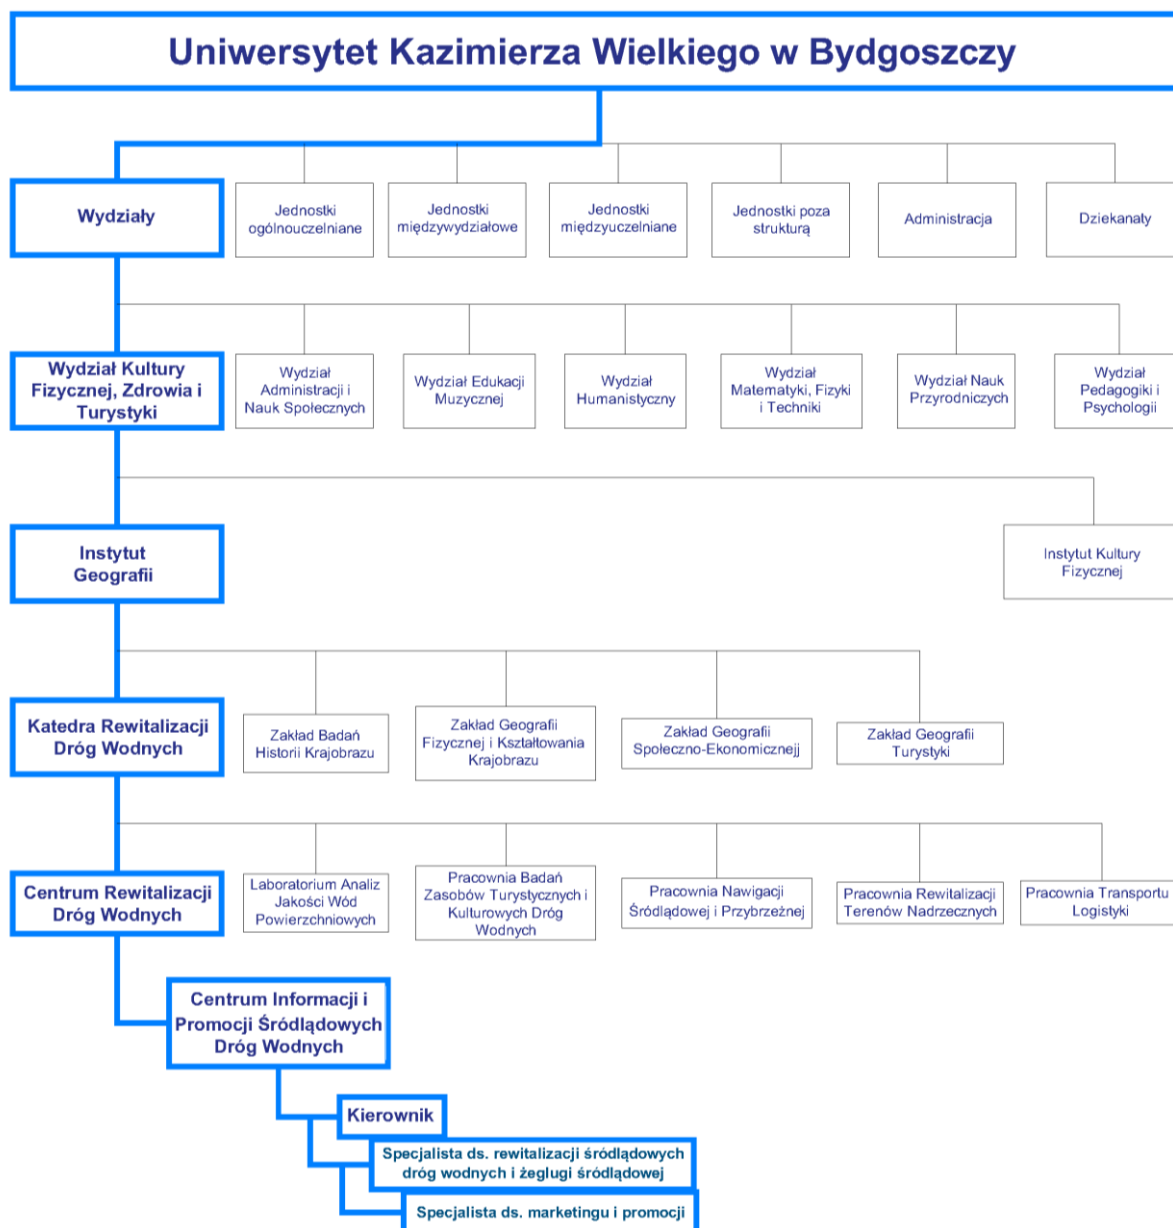 Uniwersytet Kazimierza Wielkiego w Bydgoszczy
Wydziały
Jednostki
ogólnouczelniane
Jednostki
międzywydziałowe
Jednostki
międzyuczelniane
Jednostki poza
strukturą
Administracja
Dziekanaty
Wydział Kultury
Fizycznej, Zdrowia i
Turystyki
Wydział
Administracji i
Nauk Społecznych
Wydział Edukacji
Muzycznej
Wydział
Humanistyczny
Wydział
Matematyki, Fizyki
i Techniki
Wydział Nauk
Przyrodniczych
Wydział
Pedagogiki i
Psychologii
Instytut
Geografii
Instytut Kultury
Fizycznej
Katedra Rewitalizacji
Dróg Wodnych
Zakład Badań
Historii Krajobrazu
Zakład Geografii
Fizycznej i Kształtowania
Krajobrazu
Zakład Geografii
Społeczno-Ekonomicznejj
Zakład Geografii
Turystyki
Centrum Rewitalizacji
Dróg Wodnych
Laboratorium Analiz
Jakości Wód
Powierzchniowych
Pracownia Badań
Zasobów Turystycznych i
Kulturowych Dróg
Wodnych
Pracownia Nawigacji
Śródlądowej i Przybrzeżnej
Pracownia Rewitalizacji
Terenów Nadrzecznych
Pracownia Transportu
Logistyki
Centrum Informacji i
Promocji Śródlądowych
Dróg Wodnych
Kierownik
Specjalista ds. rewitalizacji śródlądowych
dróg wodnych i żeglugi śródlądowej
Specjalista ds. marketingu i promocji